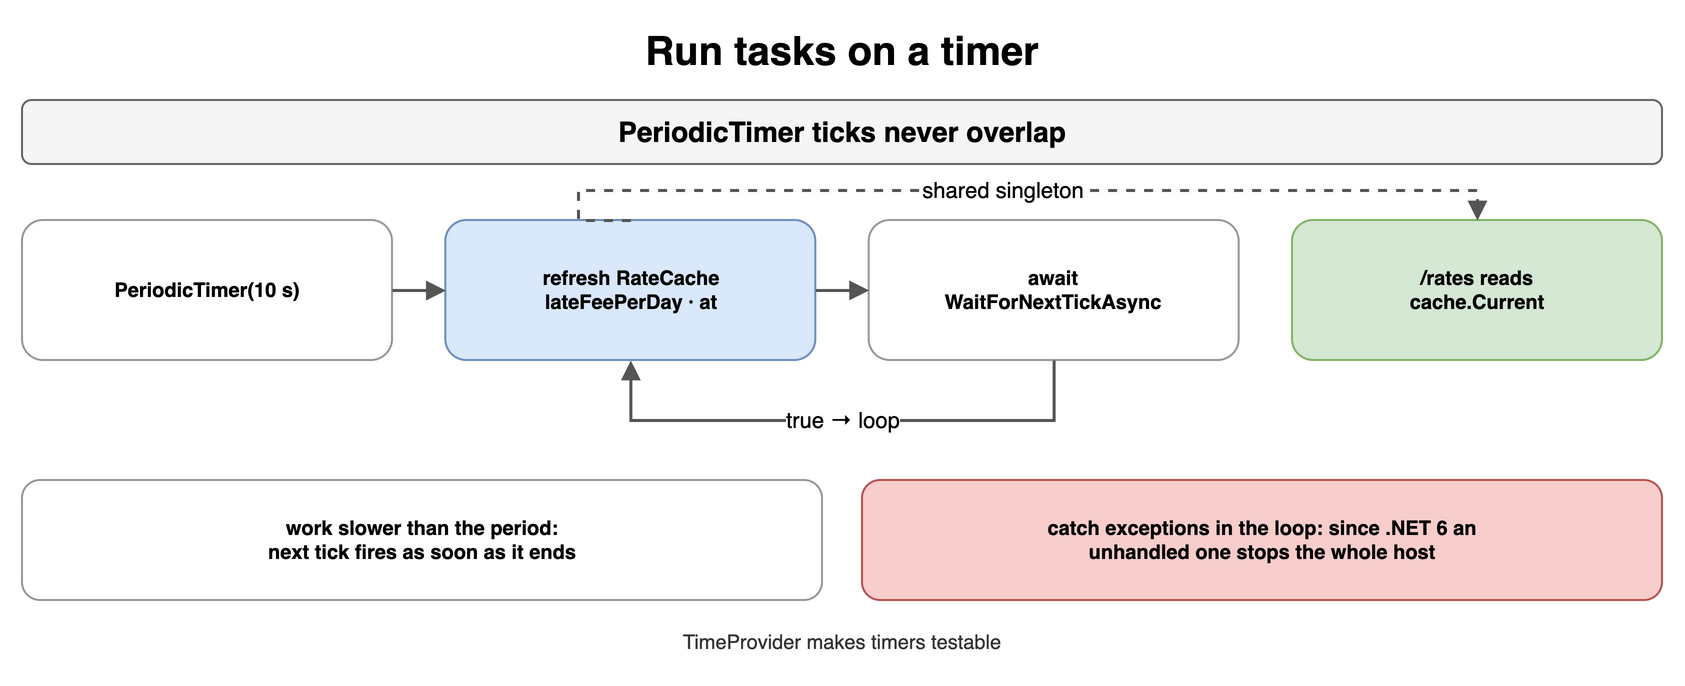 Run tasks on a timer
PeriodicTimer ticks never overlap
shared singleton
PeriodicTimer(10 s)
refresh RateCache
lateFeePerDay · at
await
WaitForNextTickAsync
/rates reads
cache.Current
true → loop
work slower than the period:
next tick fires as soon as it ends
catch exceptions in the loop: since .NET 6 an
unhandled one stops the whole host
TimeProvider makes timers testable